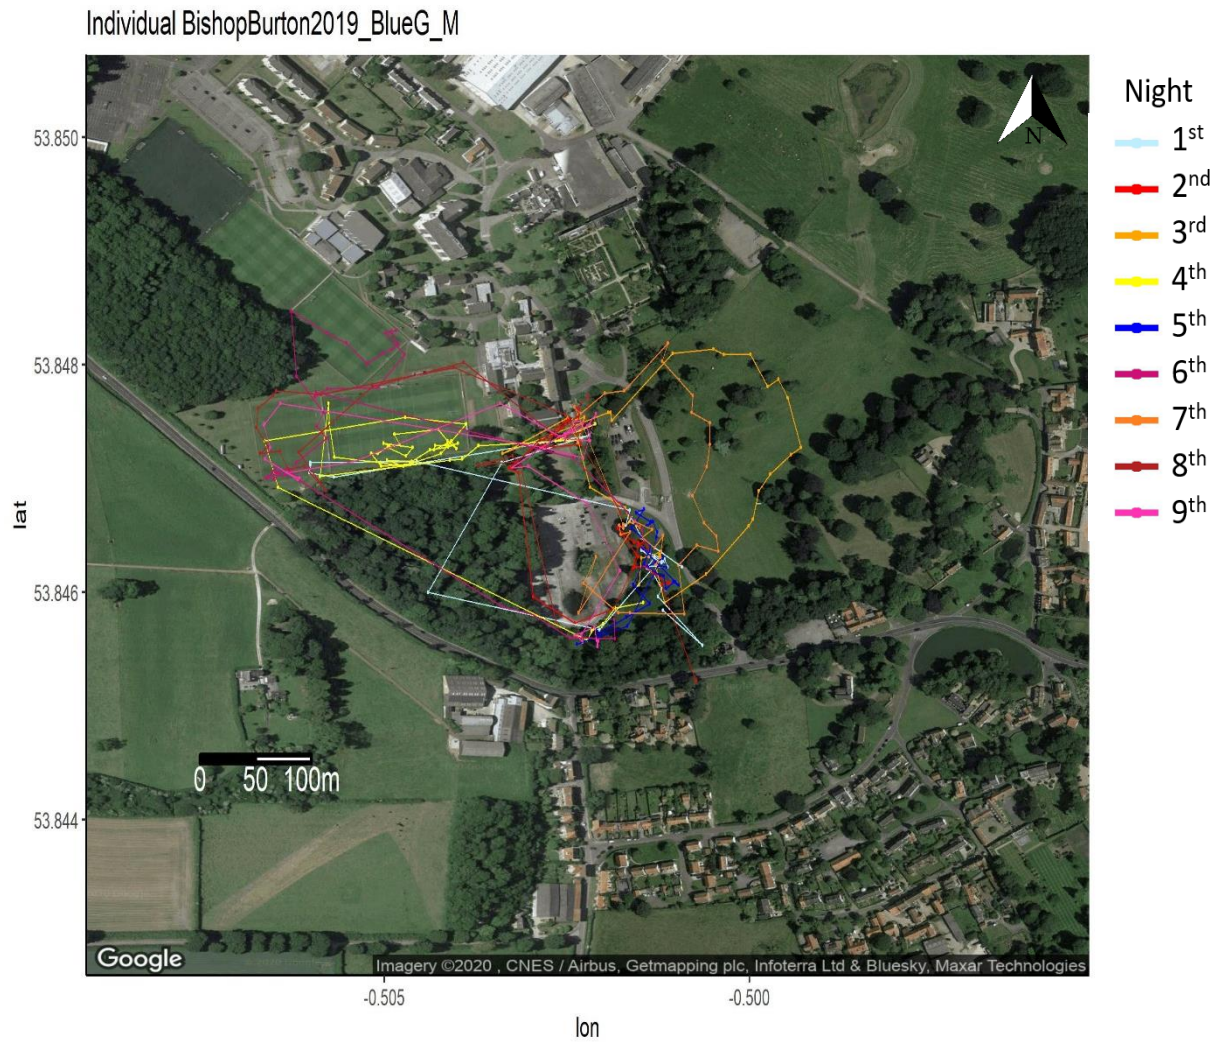 Individual BishopBurton2019_BlueG_M
Night
1st
2nd
3rd
4th
5th
6th
7th
8th
9th
N
53.850
53.848
53.846
53.844
lat
0 50 100m
Google
Imagery ©2020 , CNES / Airbus, Getmapping plc, Infoterra Ltd & Bluesky, Maxar Technologies
-0.505
-0.500
lon